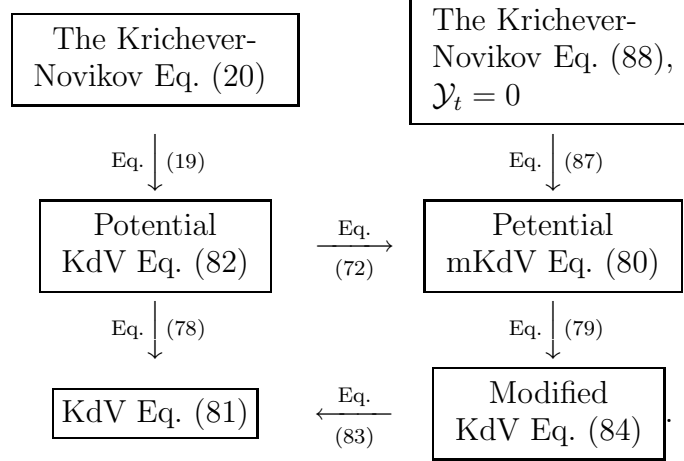 The Krichever-
Novikov Eq. (20)
The Krichever-
Novikov Eq. (88),
𝒴ₜ = 0
Eq. (19)
Eq. (87)
Potential
KdV Eq. (82)
Eq.
(72)
Petential
mKdV Eq. (80)
Eq. (78)
Eq. (79)
KdV Eq. (81)
Eq.
(83)
Modified
KdV Eq. (84)
.